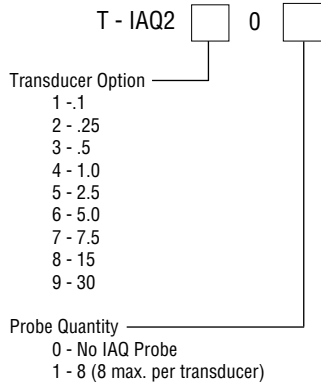 T - IAQ2 0
Transducer Option
1 -.1
2 - .25
3 - .5
4 - 1.0
5 - 2.5
6 - 5.0
7 - 7.5
8 - 15
9 - 30
Probe Quantity
0 - No IAQ Probe
1 - 8 (8 max. per transducer)